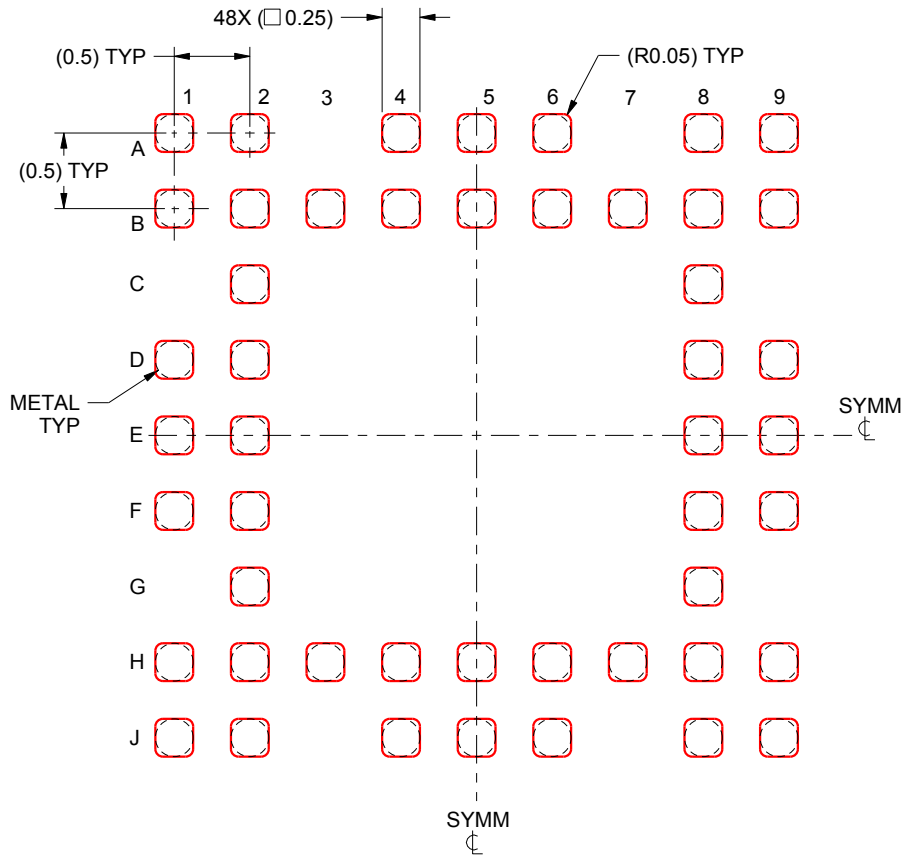 48X (□ 0.25)
(0.5) TYP
(R0.05) TYP
1 2 3 4 5 6 7 8 9
A
(0.5) TYP
B
C
D
METAL
TYP
E
SYMM
℄
F
G
H
J
SYMM
℄